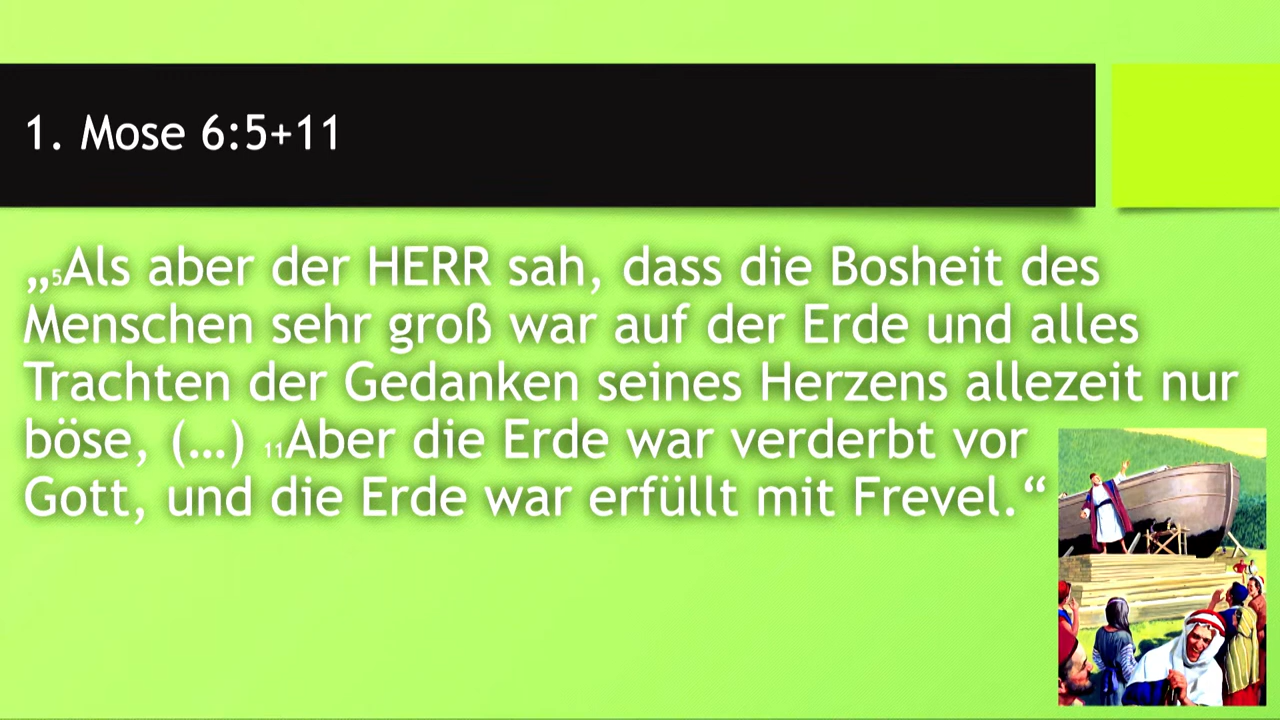 1. Mose 6:5+11
„5Als aber der HERR sah, dass die Bosheit des
Menschen sehr groß war auf der Erde und alles
Trachten der Gedanken seines Herzens allezeit nur
böse, (…) 11Aber die Erde war verderbt vor
Gott, und die Erde war erfüllt mit Frevel.“